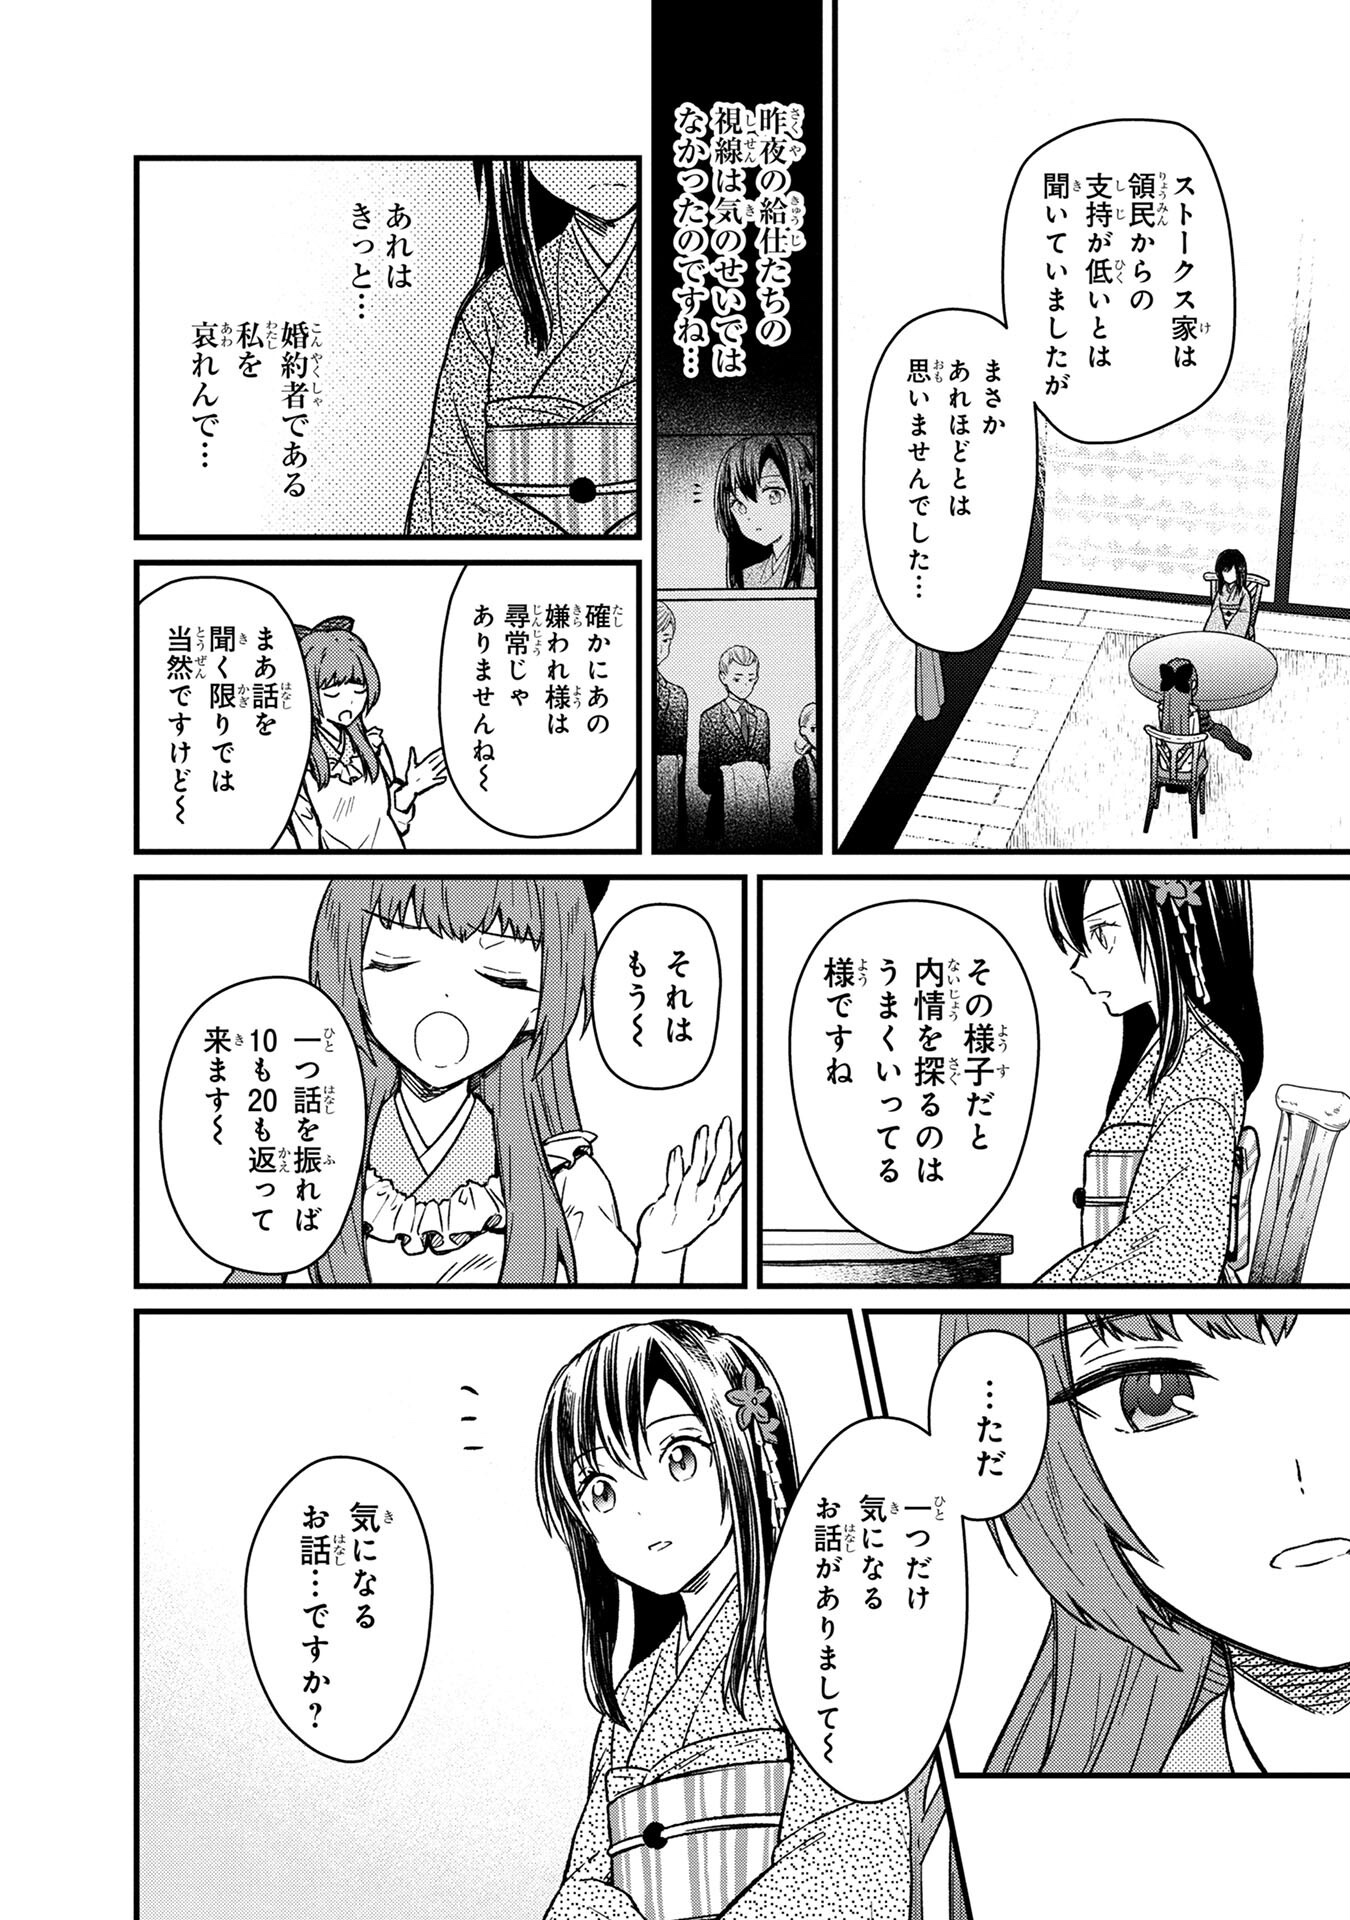 ストークス家は
領民からの
支持が低いとは
聞いていましたが
まさか
あれほどとは
思いませんでした…
昨夜の給仕たちの
視線は気のせいでは
なかったのですね…
あれは
きっと…
婚約者である
私を
哀れんで…
確かにあの
嫌われ様は
尋常じゃ
ありませんね～
まあ話を
聞く限りでは
当然ですけど～
その様子だと
内情を探るのは
うまくいってる
様ですね
それは
もう～
一つ話を振れば
10も20も返って
来ます～
…ただ
一つだけ
気になる
お話がありまして～
気になる
お話…ですか?